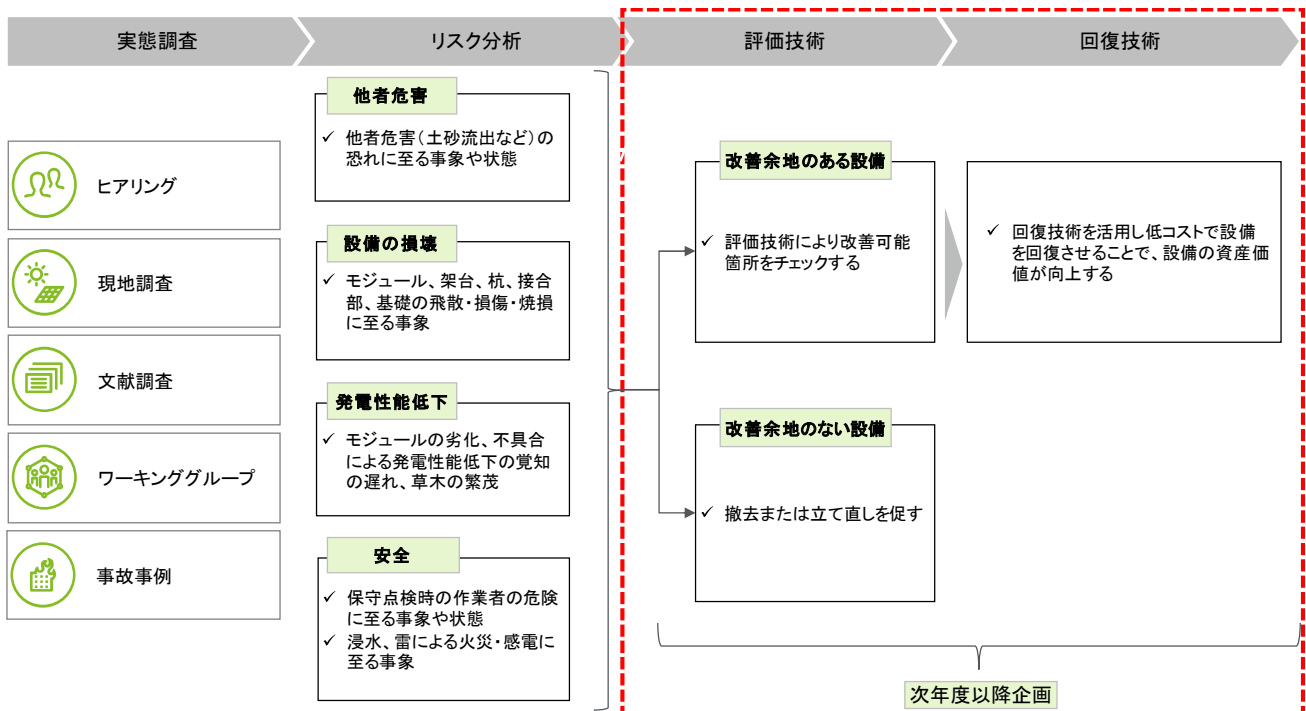 実態調査
リスク分析
評価技術
回復技術
ヒアリング
現地調査
文献調査
ワーキンググループ
事故事例
他者危害
✓ 他者危害(土砂流出など)の
恐れに至る事象や状態
設備の損壊
✓ モジュール、架台、杭、接合
部、基礎の飛散・損傷・焼損
に至る事象
発電性能低下
✓ モジュールの劣化、不具合
による発電性能低下の覚知
の遅れ、草木の繁茂
安全
✓ 保守点検時の作業者の危険
に至る事象や状態
✓ 浸水、雷による火災・感電に
至る事象
改善余地のある設備
✓ 評価技術により改善可能
箇所をチェックする
改善余地のない設備
✓ 撤去または立て直しを促す
✓ 回復技術を活用し低コストで設備
を回復させることで、設備の資産価
値が向上する
次年度以降企画